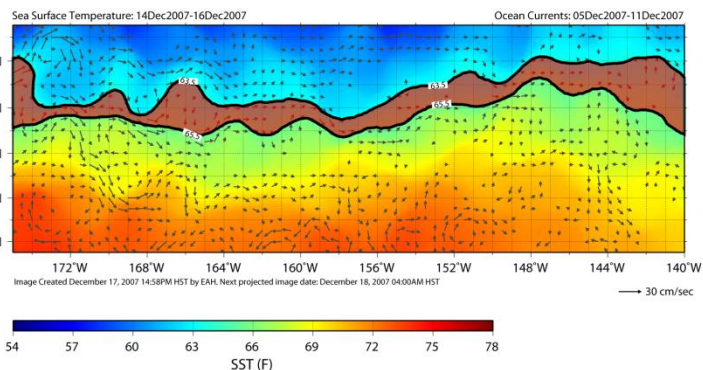 Sea Surface Temperature: 14Dec2007-16Dec2007 Ocean Currents: 05Dec2007-11Dec2007
63.5
63.5
65.5
65.5
172°W 168°W 164°W 160°W 156°W 152°W 148°W 144°W 140°W
Image Created December 17, 2007 14:58PM HST by EAH. Next projected image date: December 18, 2007 04:00AM HST
30 cm/sec
54 57 60 63 66 69 72 75 78
SST (F)